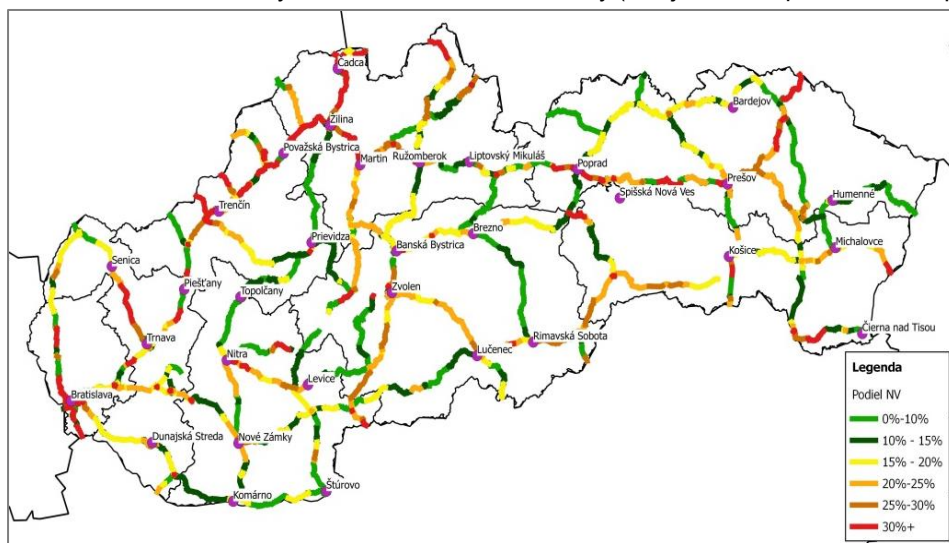 Čadca
Žilina
Bardejov
Považská Bystrica
Martin
Ružomberok
Liptovský Mikuláš
Poprad
Prešov
Spišská Nová Ves
Humenné
Trenčín
Prievidza
Brezno
Banská Bystrica
Michalovce
Košice
Senica
Piešťany
Topoľčany
Zvolen
Čierna nad Tisou
Trnava
Nitra
Lučenec
Rimavská Sobota
Levice
Bratislava
Dunajská Streda
Nové Zámky
Komárno
Štúrovo
Legenda
Podiel NV
0%-10%
10% - 15%
15% - 20%
20%-25%
25%-30%
30%+